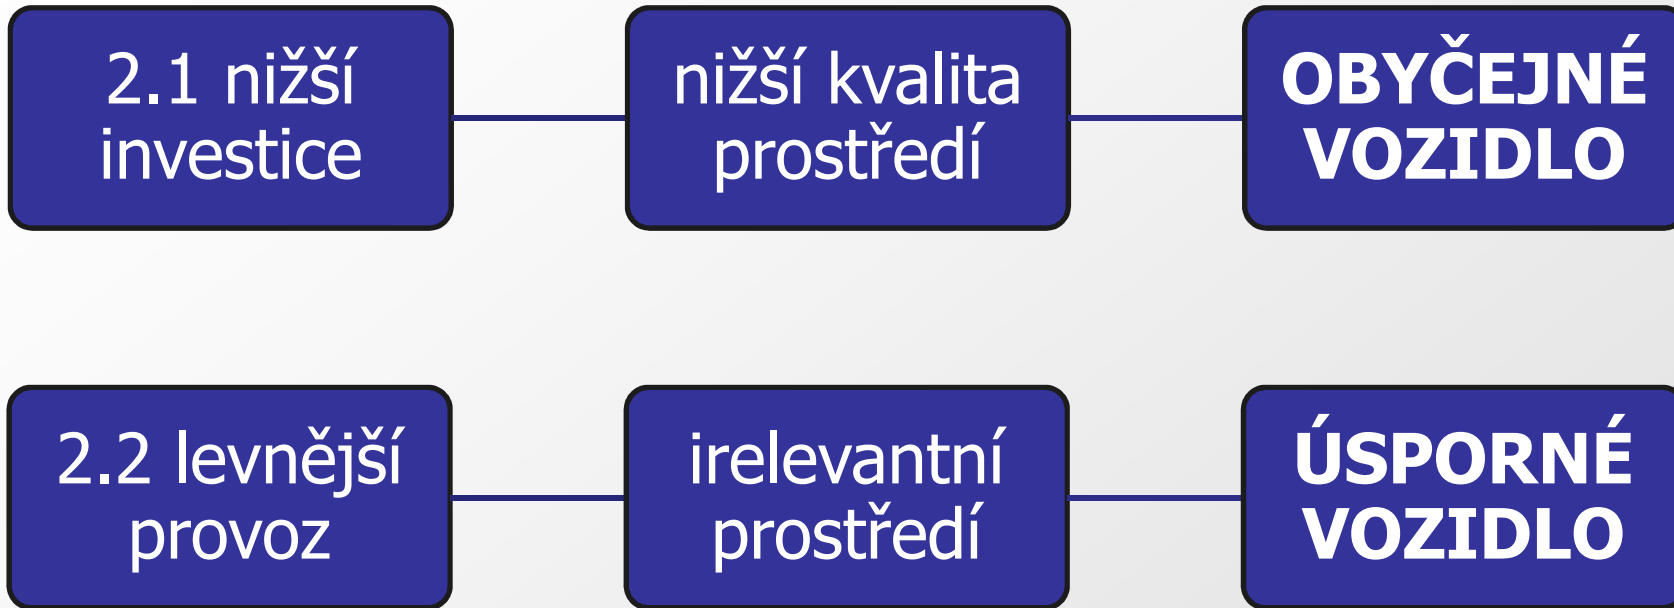 2.1 nižší
investice
nižší kvalita
prostředí
OBYČEJNÉ
VOZIDLO
2.2 levnější
provoz
irelevantní
prostředí
ÚSPORNÉ
VOZIDLO